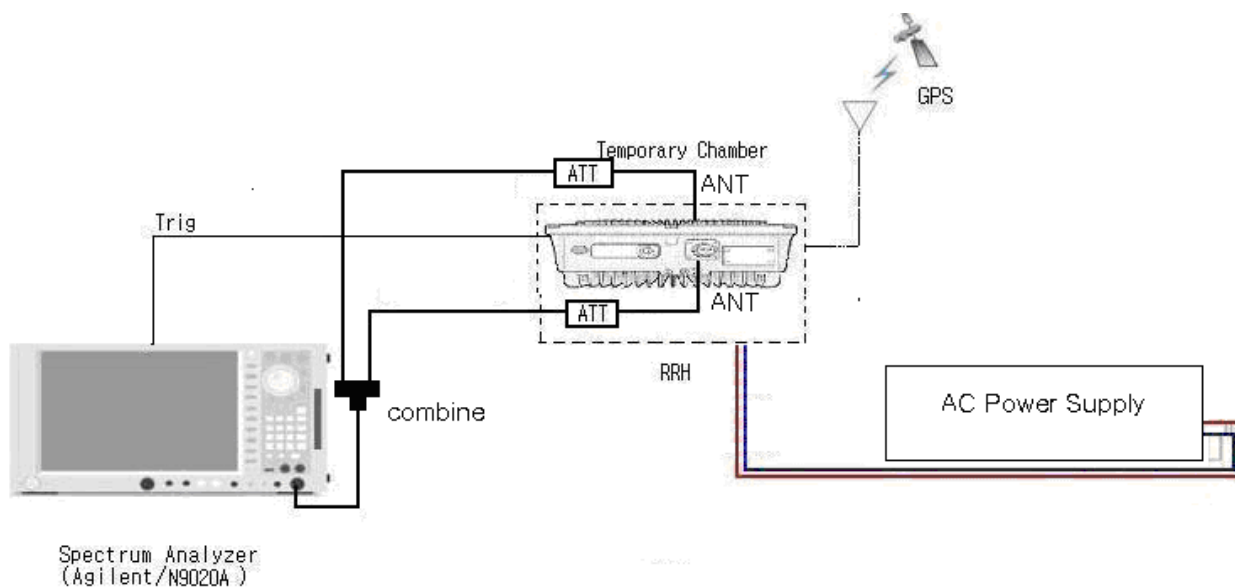 GPS
Temporary Chamber
ATT
ANT
Trig
ANT
ATT
RRH
AC Power Supply
combine
Spectrum Analyzer
(Agilent/N9020A )